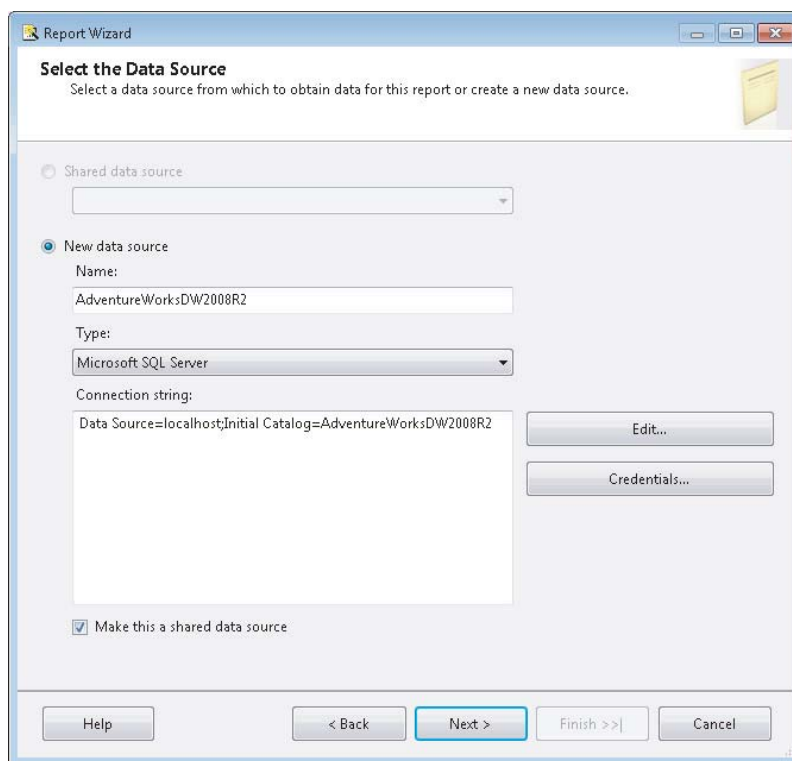 Report Wizard
Select the Data Source
Select a data source from which to obtain data for this report or create a new data source.
Shared data source
New data source
Name:
AdventureWorksDW2008R2
Type:
Microsoft SQL Server
Connection string:
Data Source=localhost;Initial Catalog=AdventureWorksDW2008R2
Edit...
Credentials...
Make this a shared data source
Help
< Back
Next >
Finish >>|
Cancel